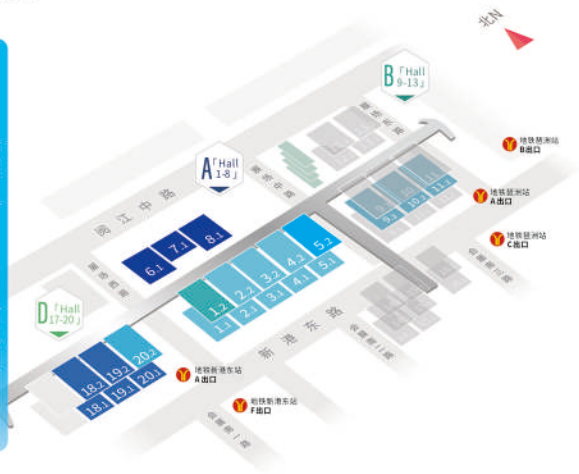 北N
B「Hall
9-13」
A「Hall
1-8」
D「Hall
17-20」
阅江中路
新港东路
地铁琶洲站
B出口
地铁琶洲站
A出口
地铁琶洲站
C出口
地铁新港东站
A出口
地铁新港东站
F出口
6.1
7.1
8.1
1.2
2.2
3.2
4.2
5.2
1.1
2.1
3.1
4.1
5.1
9.1
10.1
11.1
18.2
19.2
20.2
18.1
19.1
20.1